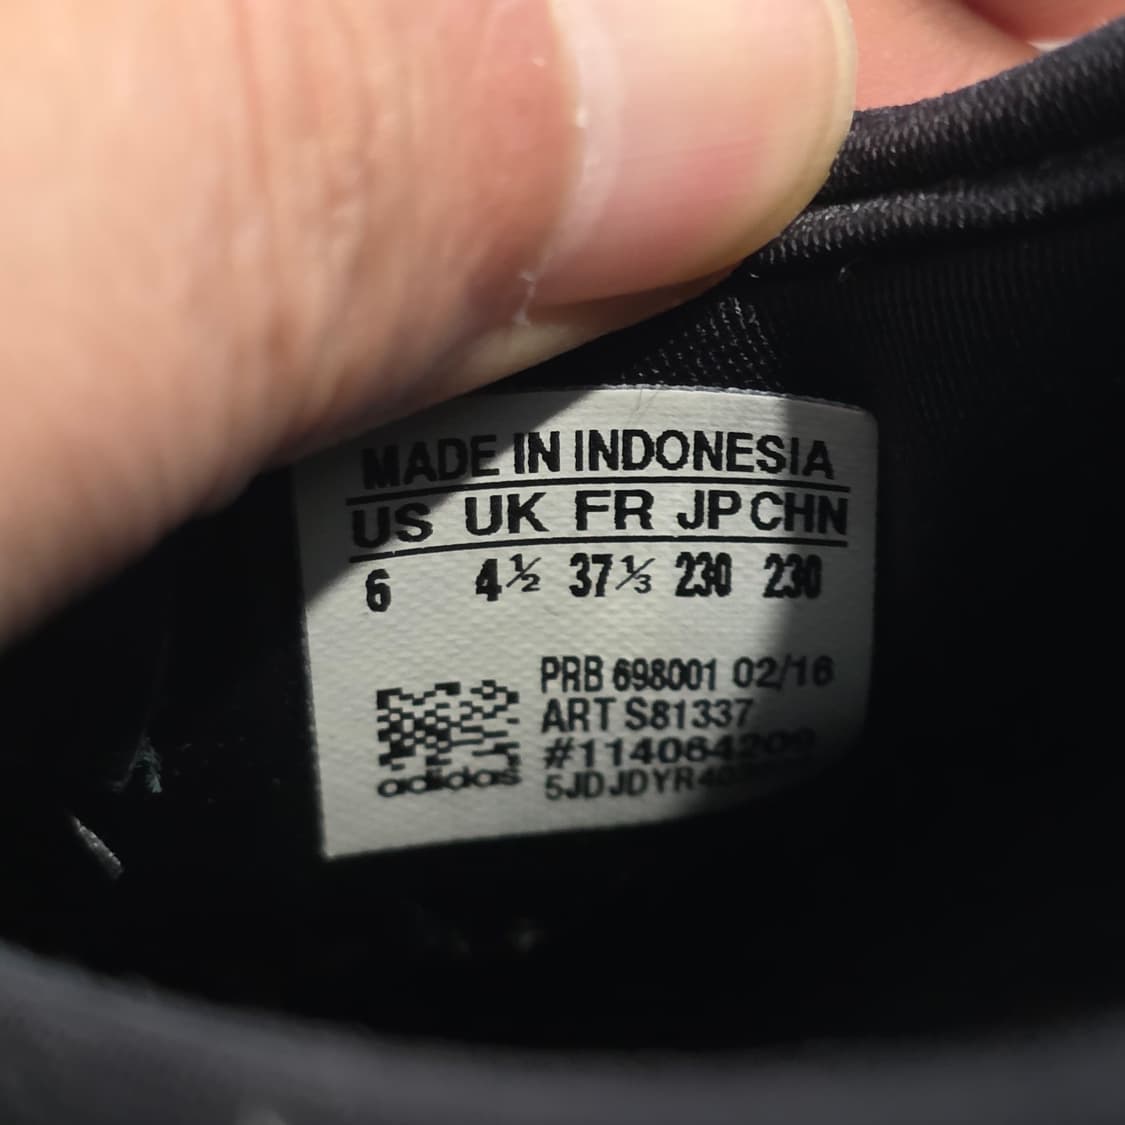 MADE IN INDONESIA
US UK FR JP CHN
6 4½ 37⅓ 230 230
PRB 698001 02/16
ART S81337
#114064209
adidas